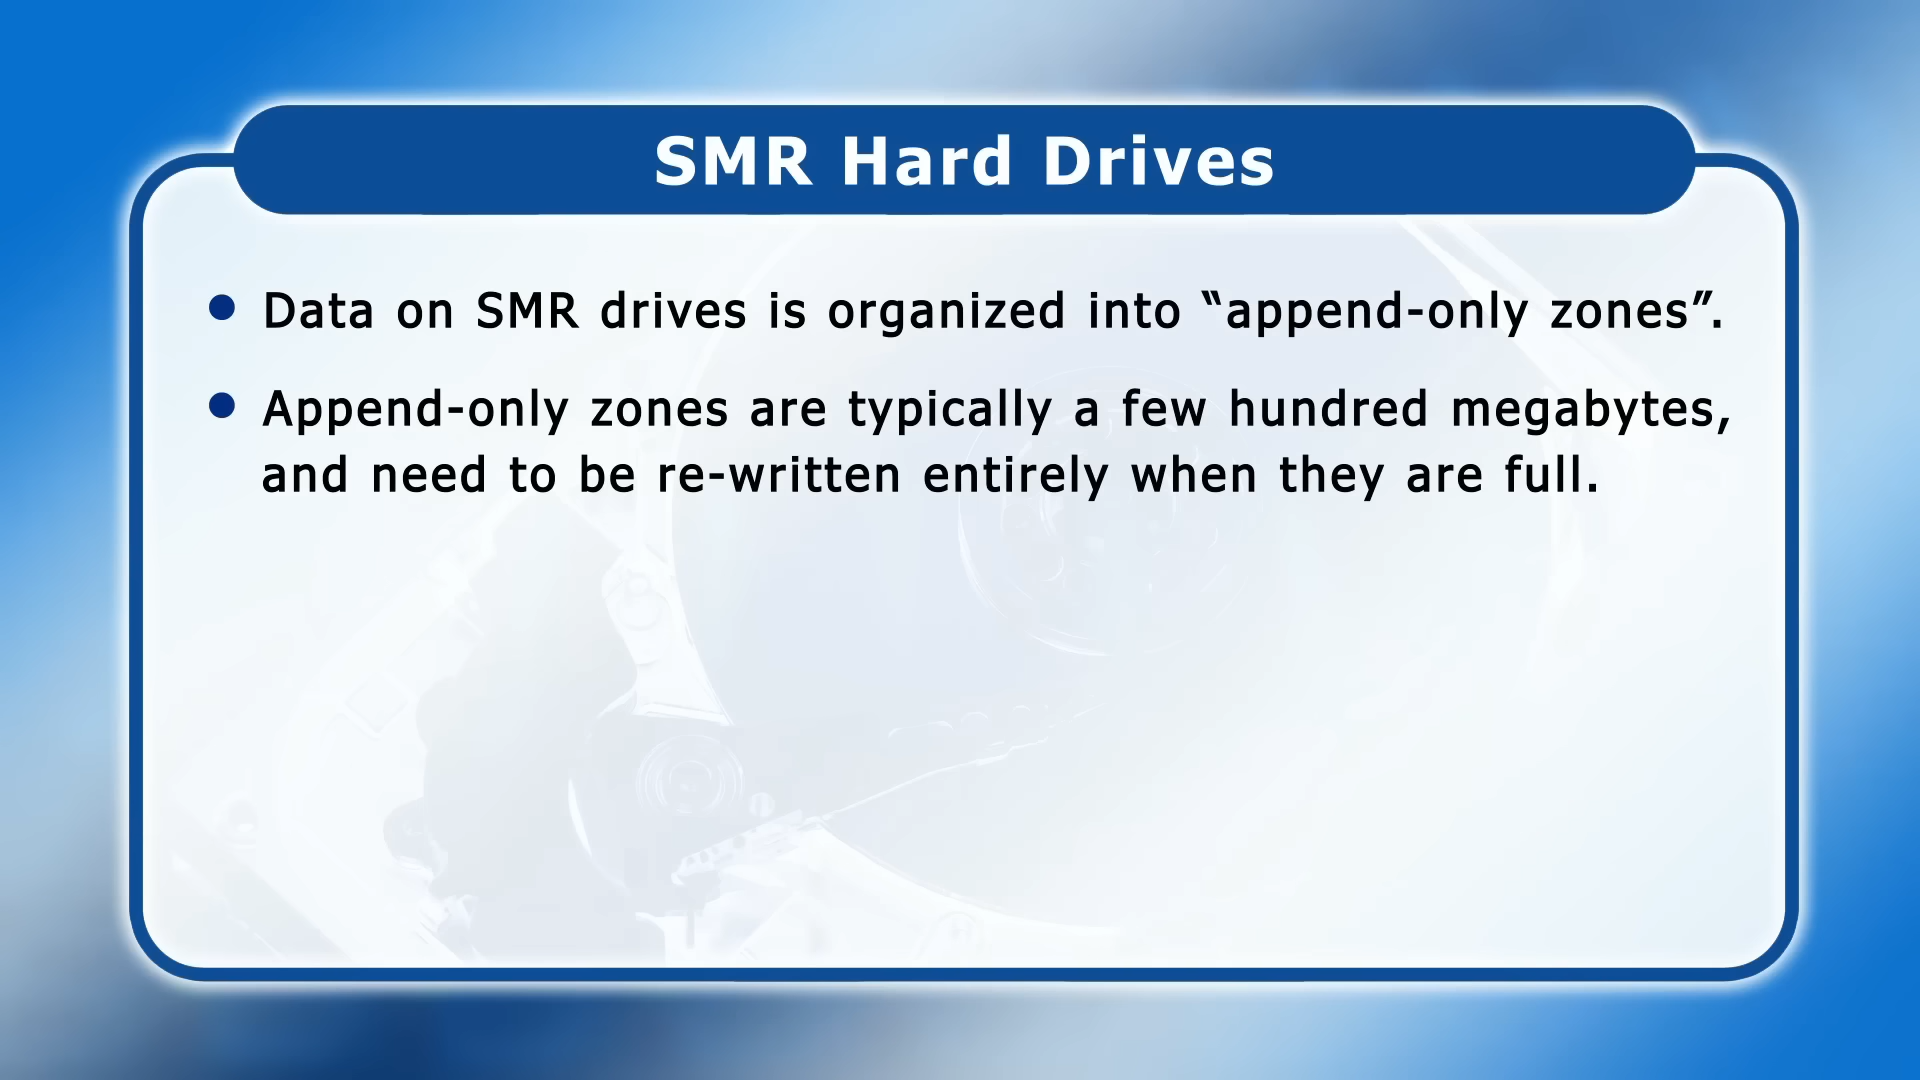 SMR Hard Drives
● Data on SMR drives is organized into “append-only zones”.
● Append-only zones are typically a few hundred megabytes,
and need to be re-written entirely when they are full.